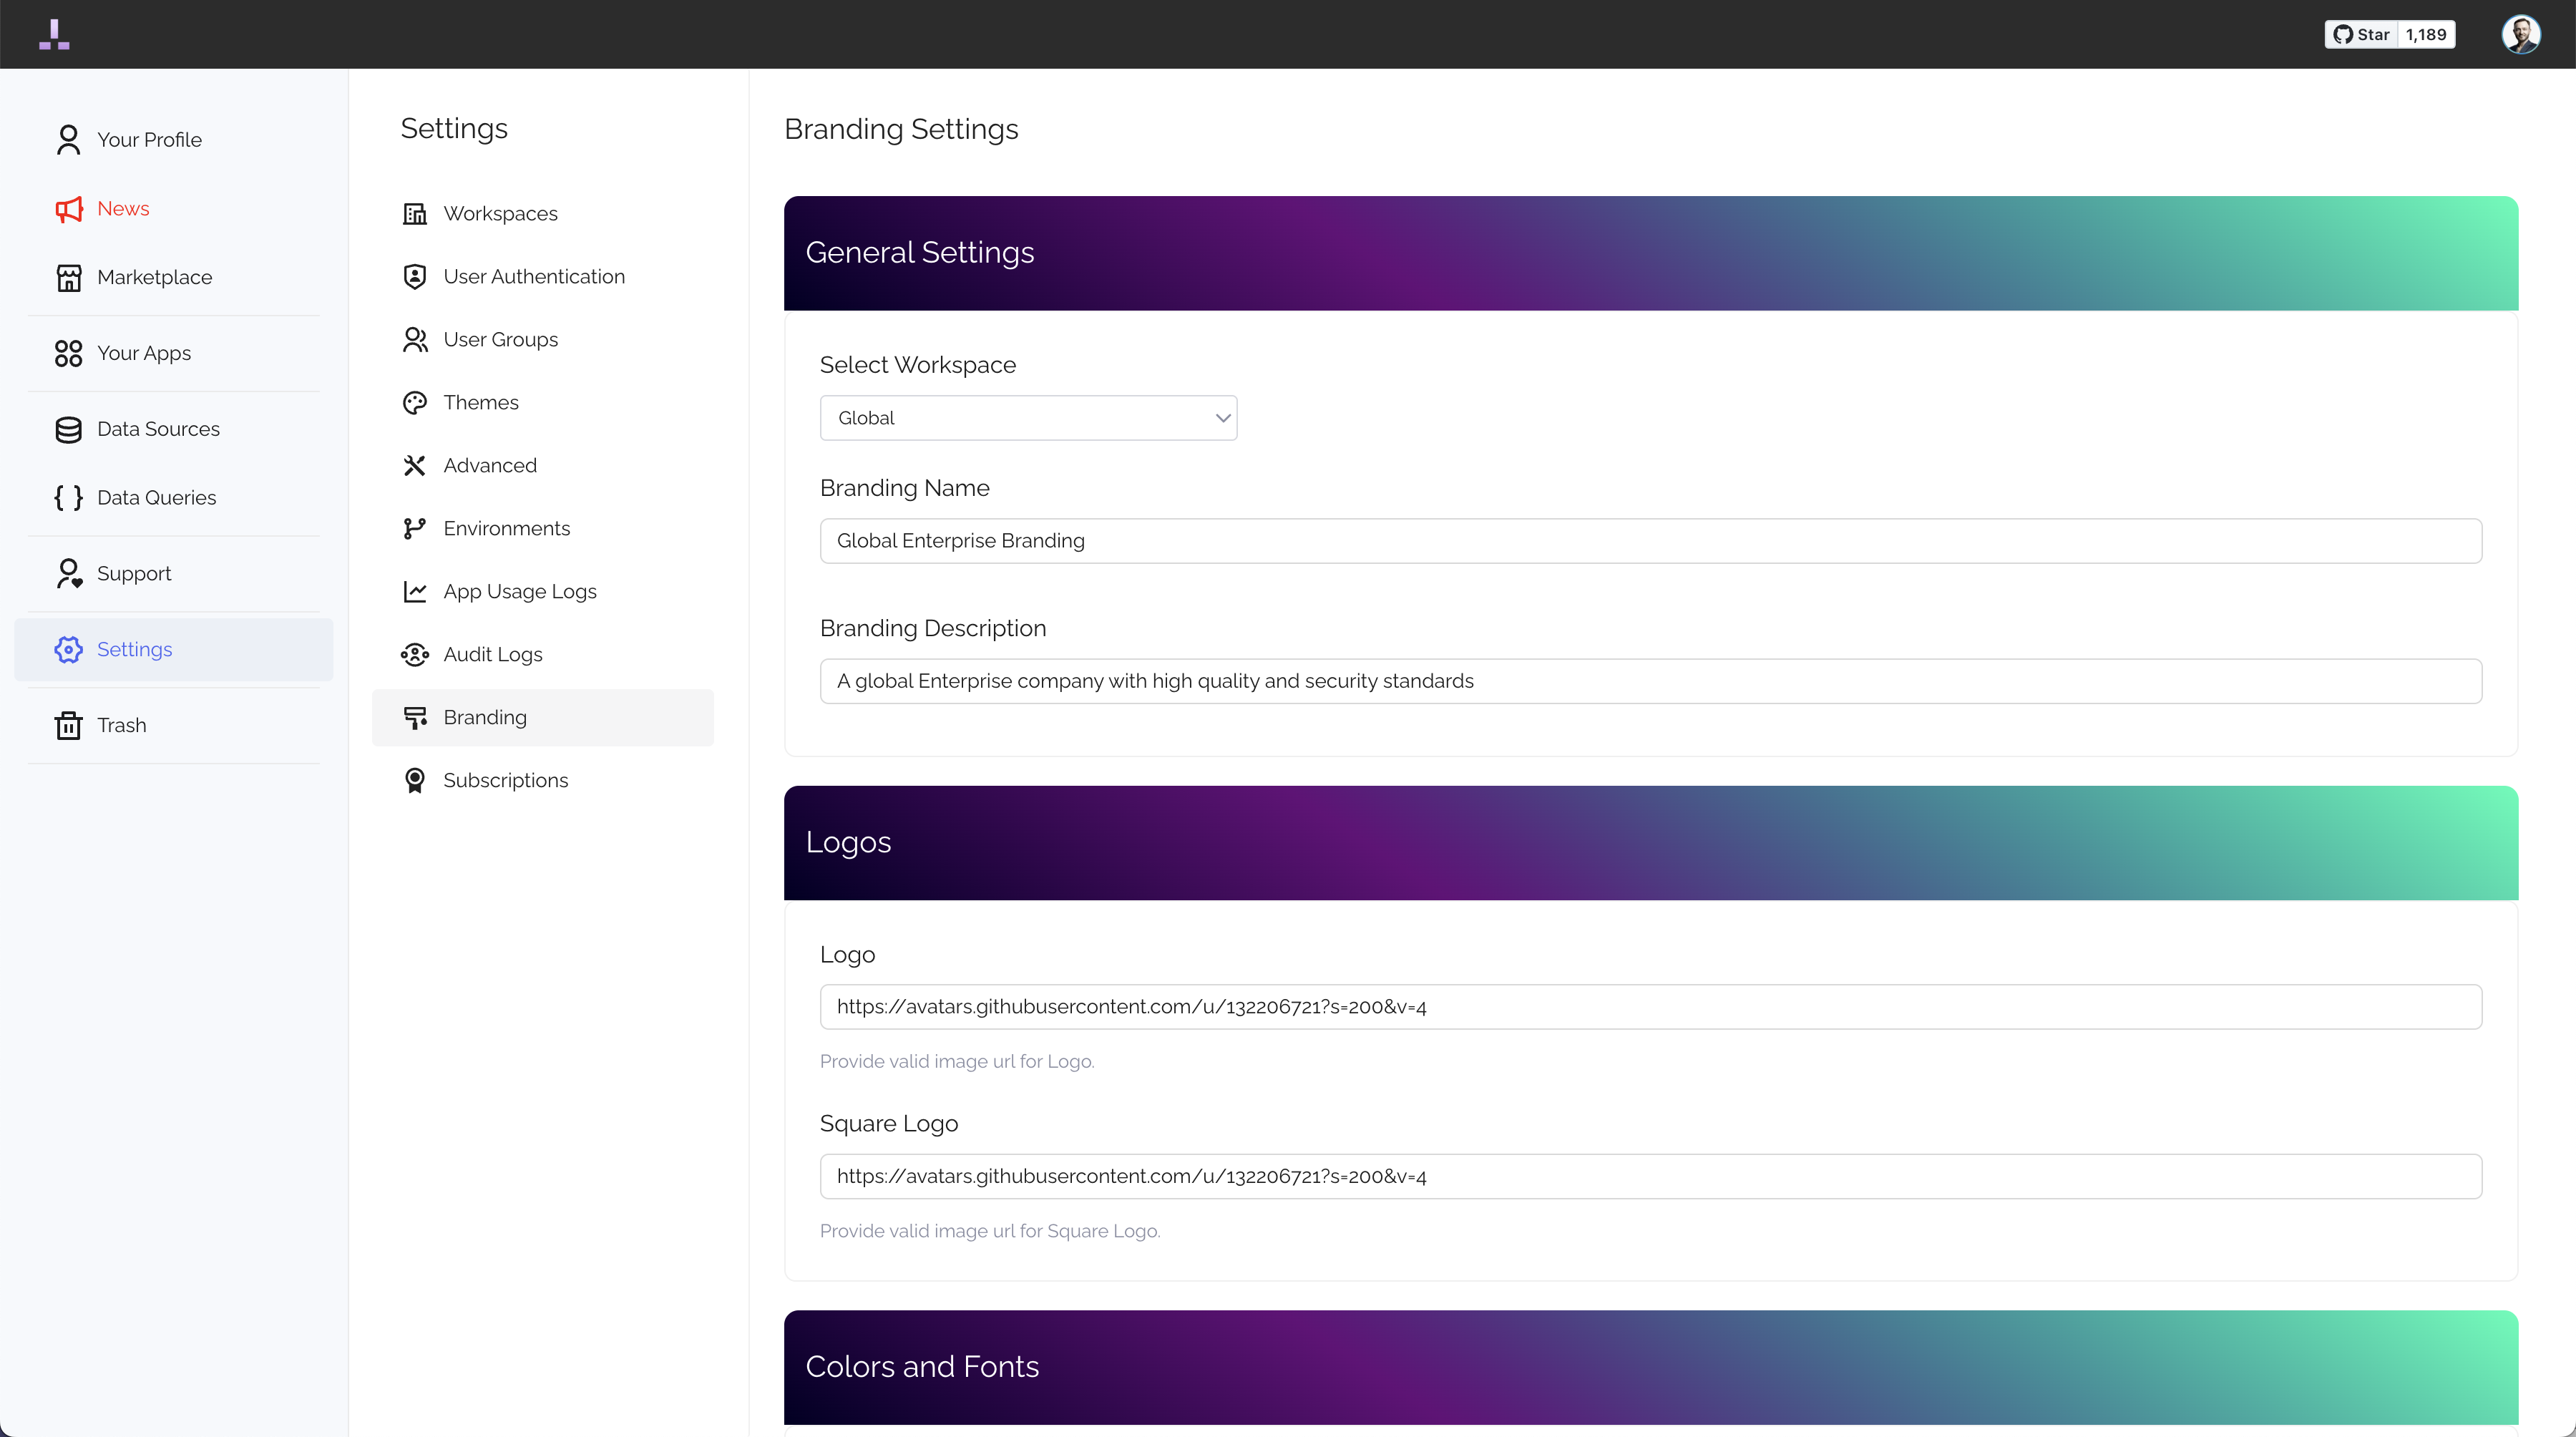 Star 1,189
Your Profile
News
Marketplace
Your Apps
Data Sources
Data Queries
Support
Settings
Trash
Settings
Workspaces
User Authentication
User Groups
Themes
Advanced
Environments
App Usage Logs
Audit Logs
Branding
Subscriptions
Branding Settings
General Settings
Select Workspace
Global
Branding Name
Global Enterprise Branding
Branding Description
A global Enterprise company with high quality and security standards
Logos
Logo
https://avatars.githubusercontent.com/u/132206721?s=200&v=4
Provide valid image url for Logo.
Square Logo
https://avatars.githubusercontent.com/u/132206721?s=200&v=4
Provide valid image url for Square Logo.
Colors and Fonts